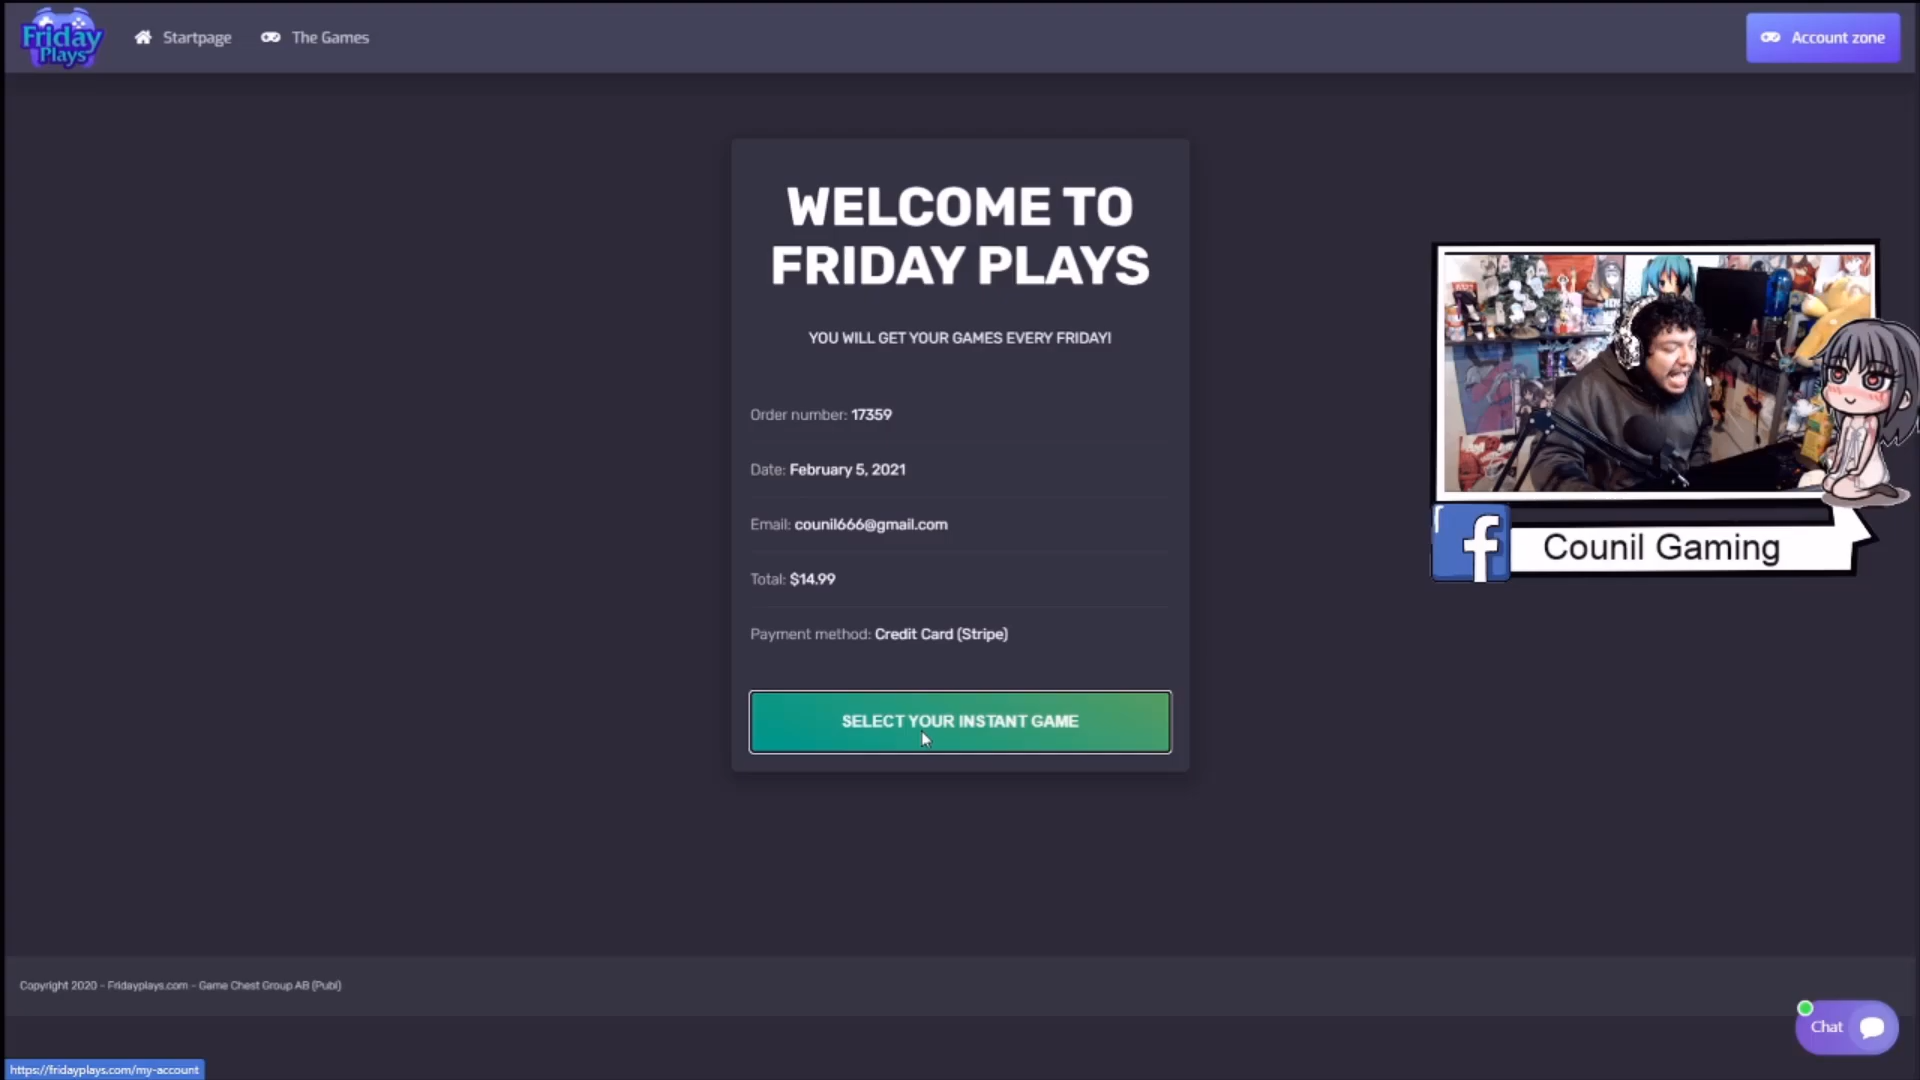 Friday
Plays
Startpage
The Games
Account zone
WELCOME TO
FRIDAY PLAYS
YOU WILL GET YOUR GAMES EVERY FRIDAY!
Order number: 17359
Date: February 5, 2021
Email: counil666@gmail.com
Total: $14.99
Payment method: Credit Card (Stripe)
SELECT YOUR INSTANT GAME
f Counil Gaming
Copyright 2020 - Fridayplays.com - Game Chest Group AB (Publ)
Chat
https://fridayplays.com/my-account